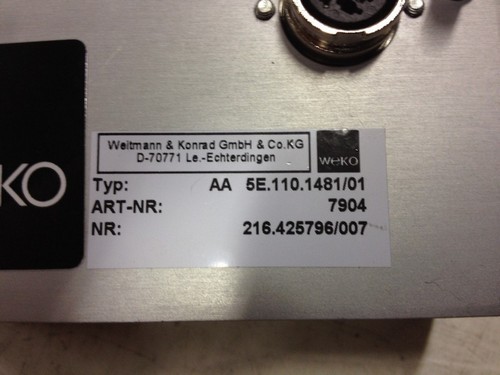 Weitmann & Konrad GmbH & Co.KG
D-70771 Le.-Echterdingen
weko
KO
Typ: AA 5E.110.1481/01
ART-NR: 7904
NR: 216.425796/007